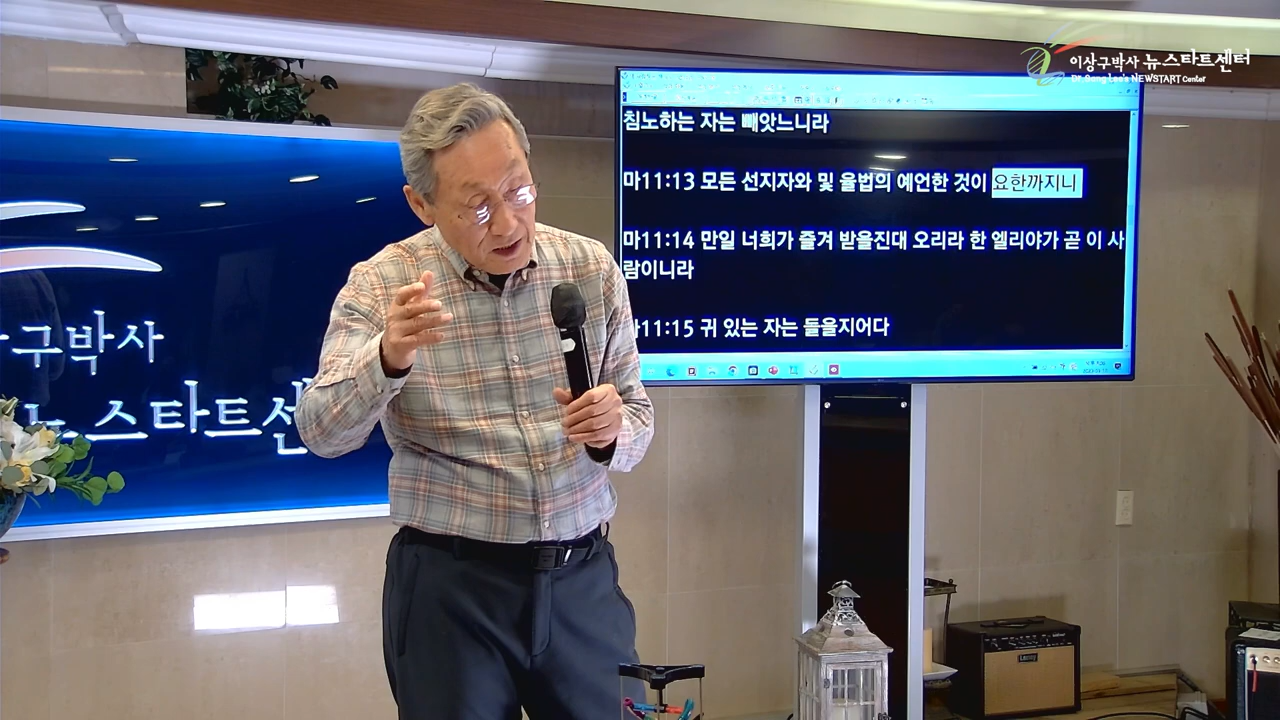 이상구박사 뉴스타트센터
Dr. Sang Lee's NEWSTART Center
침노하는 자는 빼앗느니라
마11:13 모든 선지자와 및 율법의 예언한 것이 요한까지니
마11:14 만일 너희가 즐겨 받을진대 오리라 한 엘리야가 곧 이 사
람이니라
11:15 귀 있는 자는 들을지어다
구박사
뉴스타트센
Laney